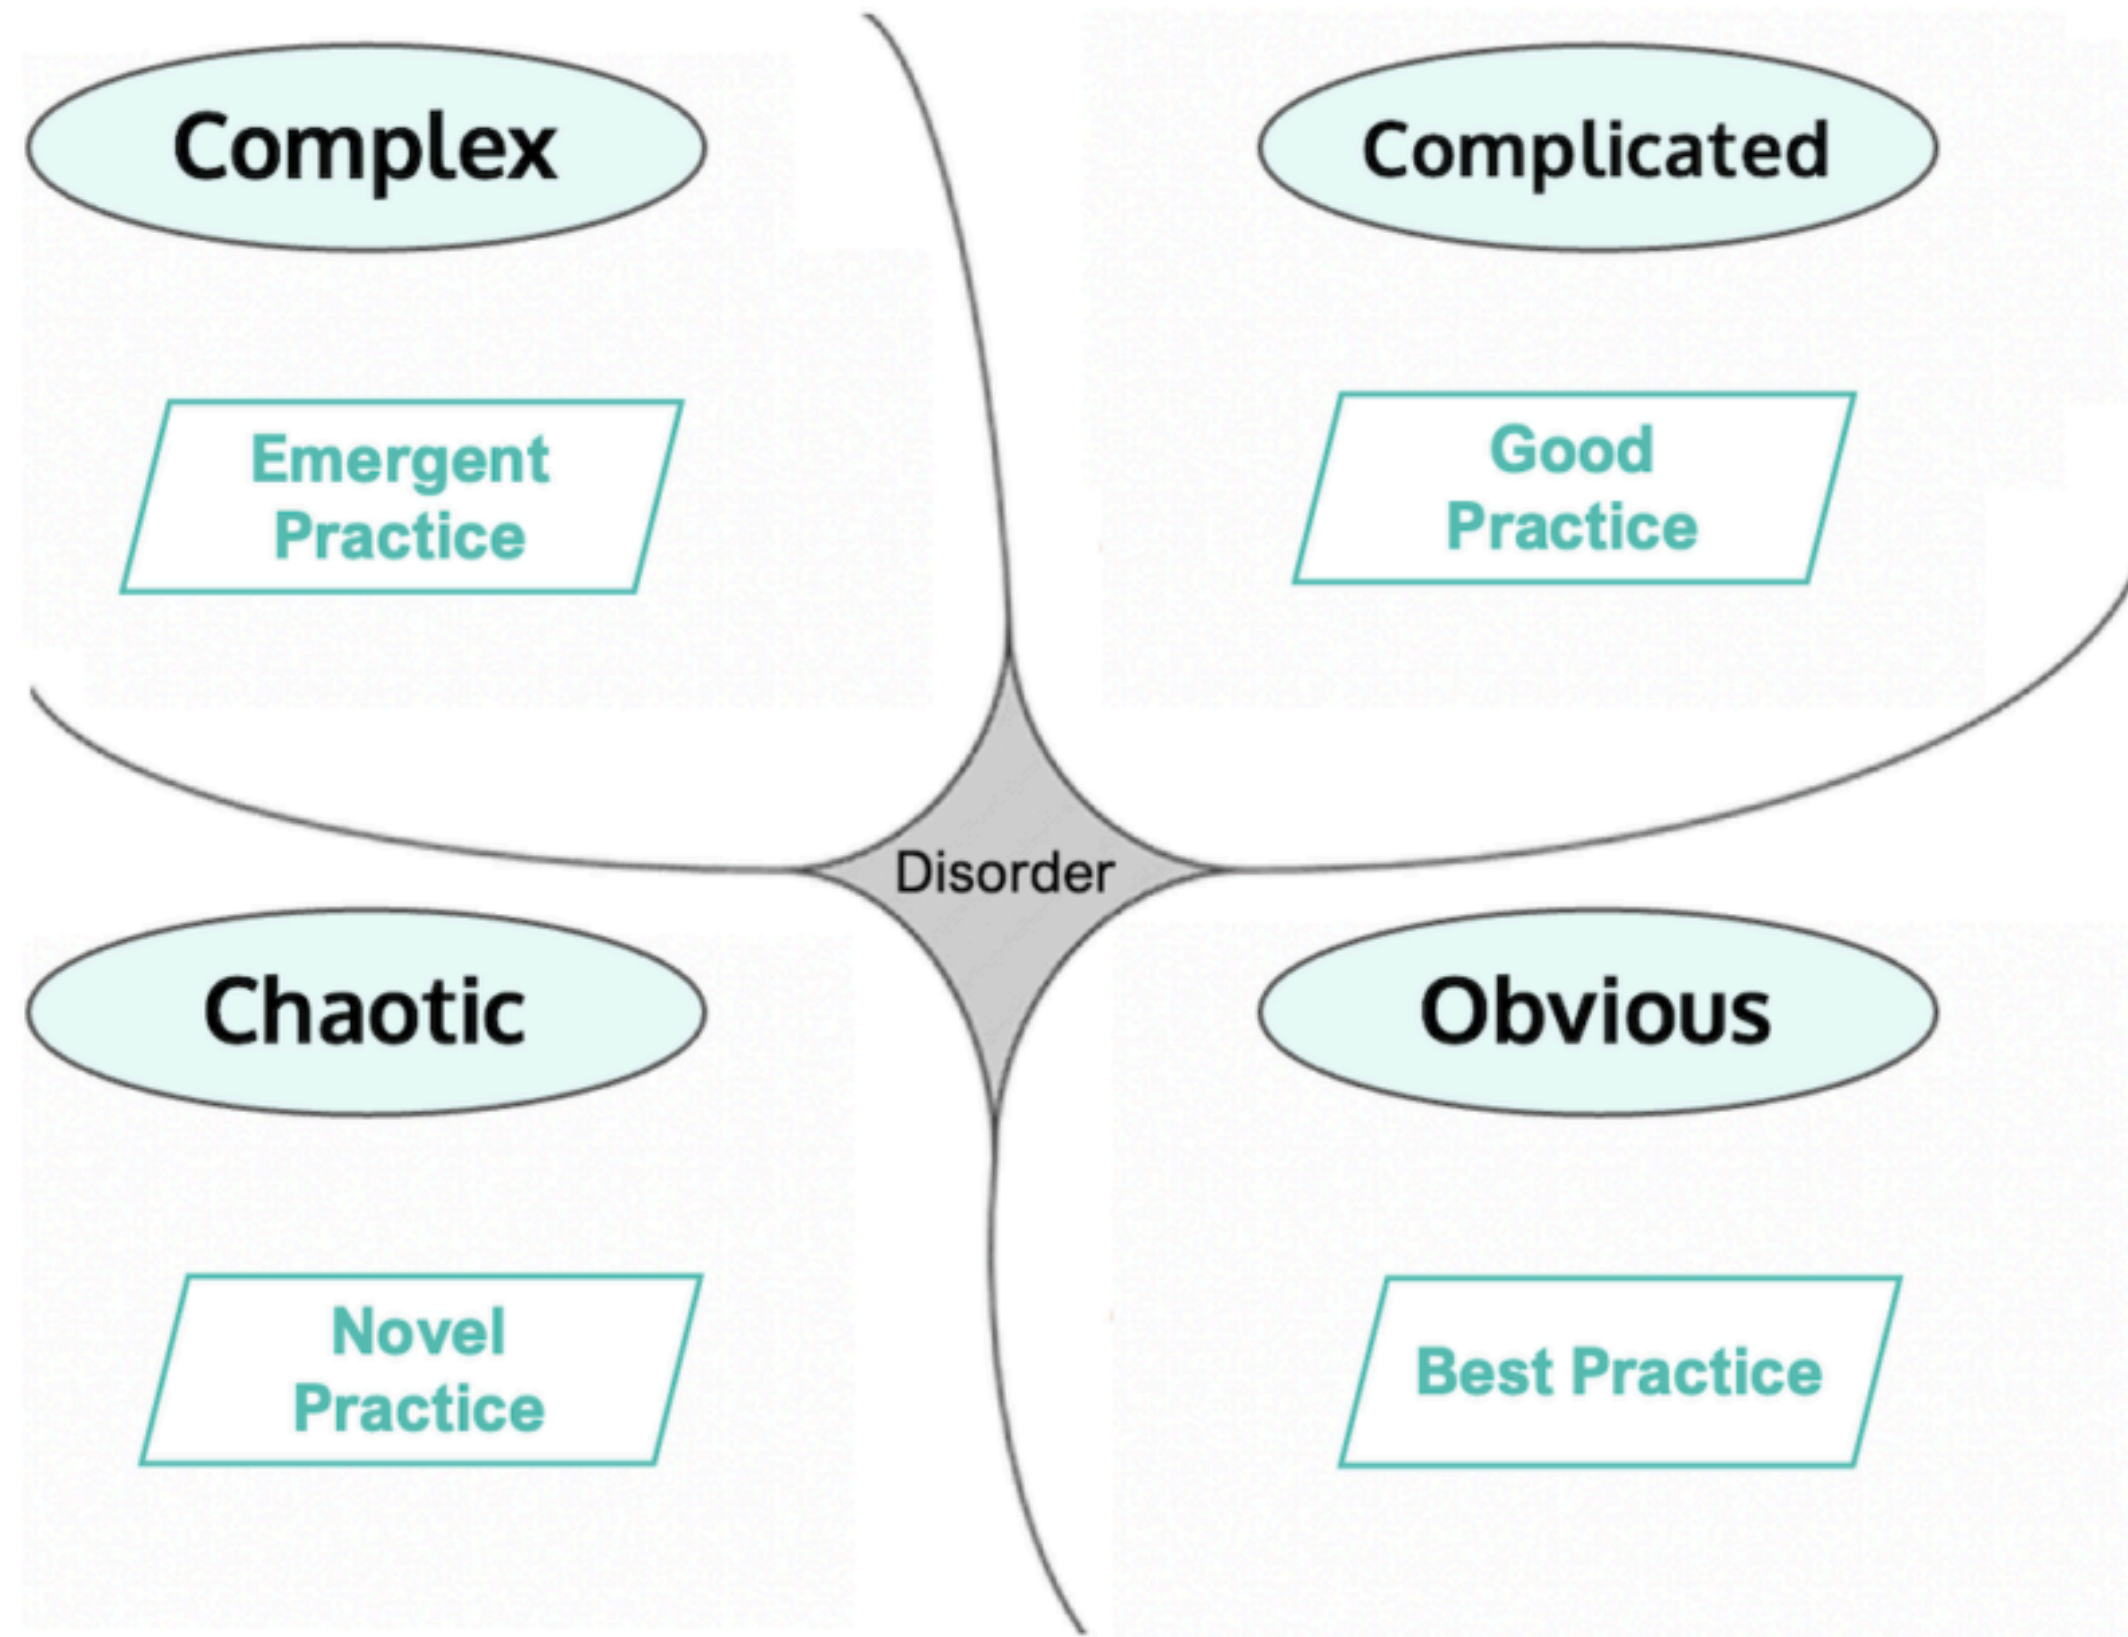 Complex
Complicated
Emergent
Practice
Good
Practice
Disorder
Chaotic
Obvious
Novel
Practice
Best Practice